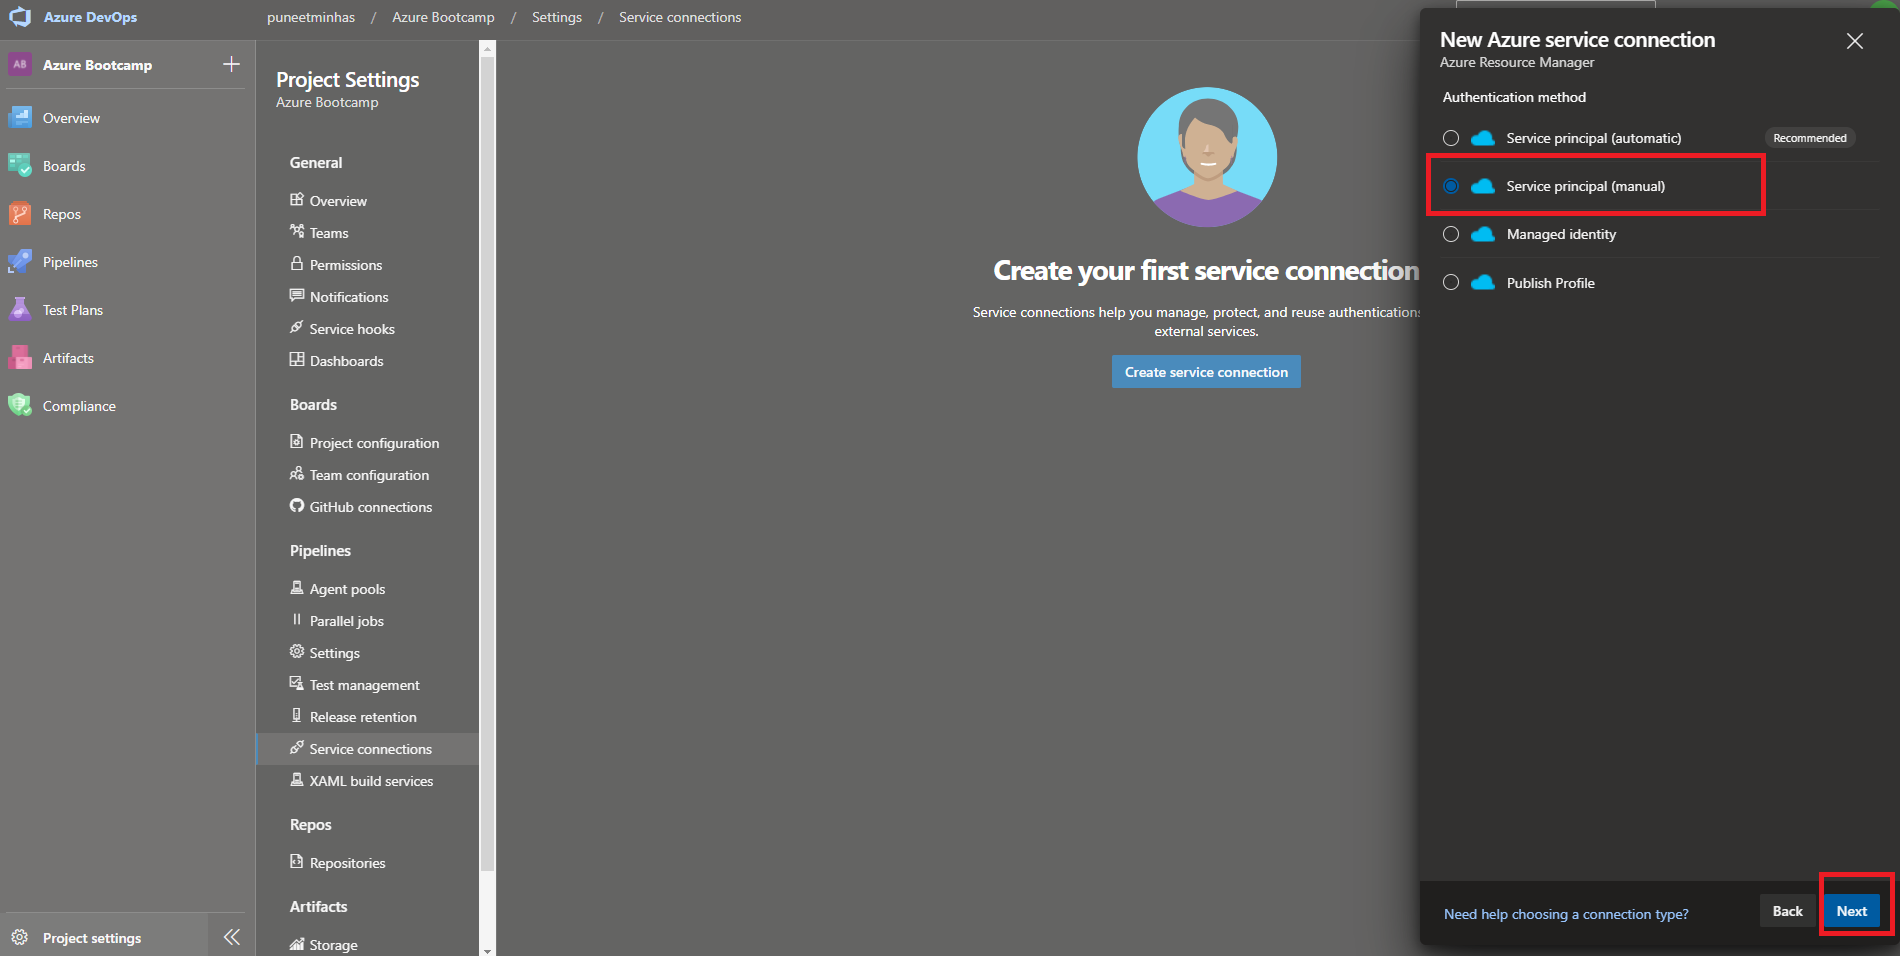 Azure DevOps
puneetminhas / Azure Bootcamp / Settings / Service connections
AB Azure Bootcamp
Overview
Boards
Repos
Pipelines
Test Plans
Artifacts
Compliance
Project settings
Project Settings
Azure Bootcamp
General
Overview
Teams
Permissions
Notifications
Service hooks
Dashboards
Boards
Project configuration
Team configuration
GitHub connections
Pipelines
Agent pools
Parallel jobs
Settings
Test management
Release retention
Service connections
XAML build services
Repos
Repositories
Artifacts
Storage
Create your first service connection
Service connections help you manage, protect, and reuse authentications
external services.
Create service connection
New Azure service connection
Azure Resource Manager
Authentication method
Service principal (automatic) Recommended
Service principal (manual)
Managed identity
Publish Profile
Need help choosing a connection type?
Back Next